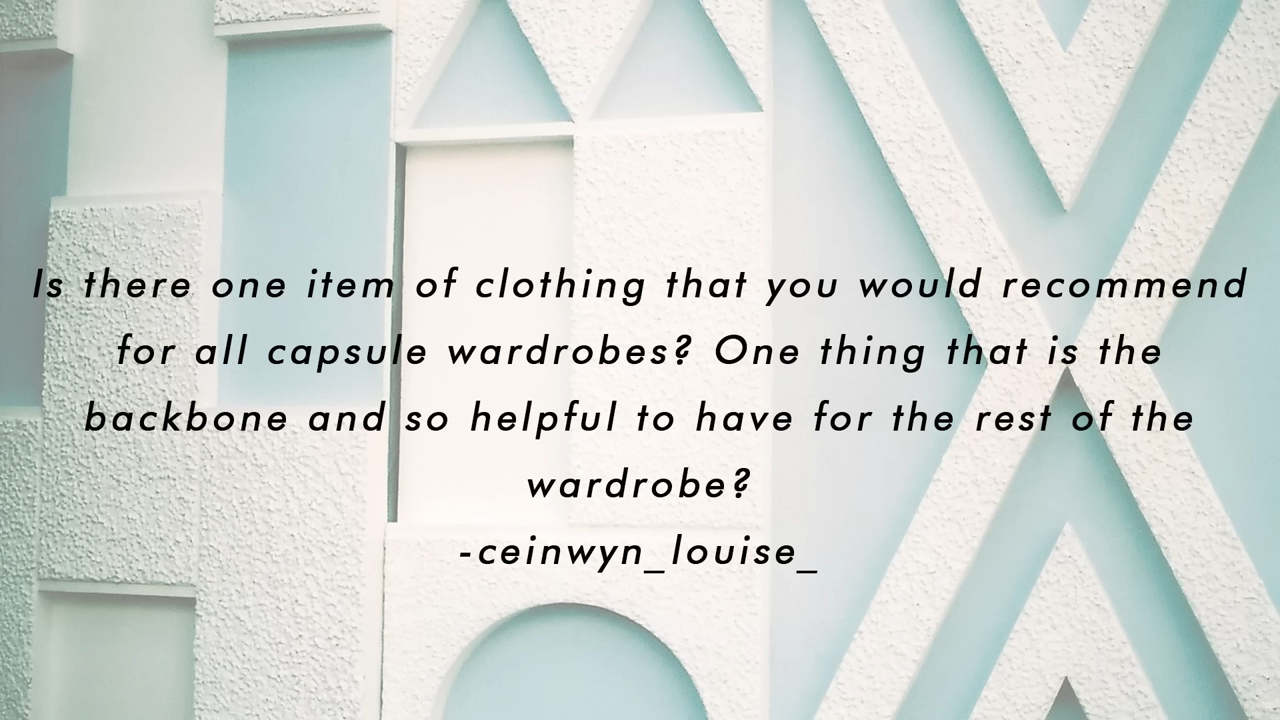 Is there one item of clothing that you would recommend
for all capsule wardrobes? One thing that is the
backbone and so helpful to have for the rest of the
wardrobe?
-ceinwyn_louise_